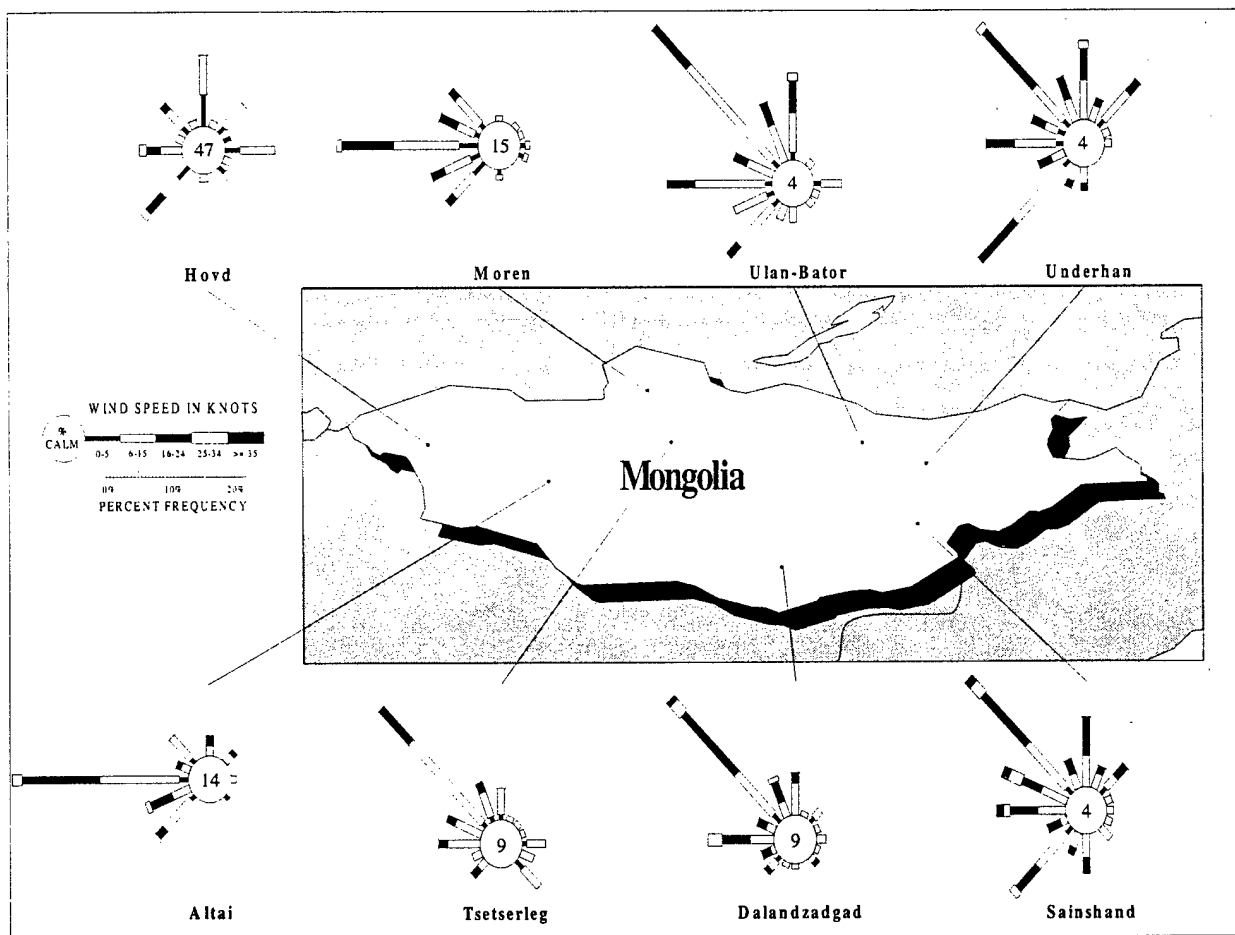 47
15
4
4
Hovd
Moren
Ulan-Bator
Underhan
WIND SPEED IN KNOTS
% CALM
0-5 6-15 16-24 25-34 >= 35
0% 10% 20%
PERCENT FREQUENCY
Mongolia
14
9
9
4
Altai
Tsetserleg
Dalandzadgad
Sainshand